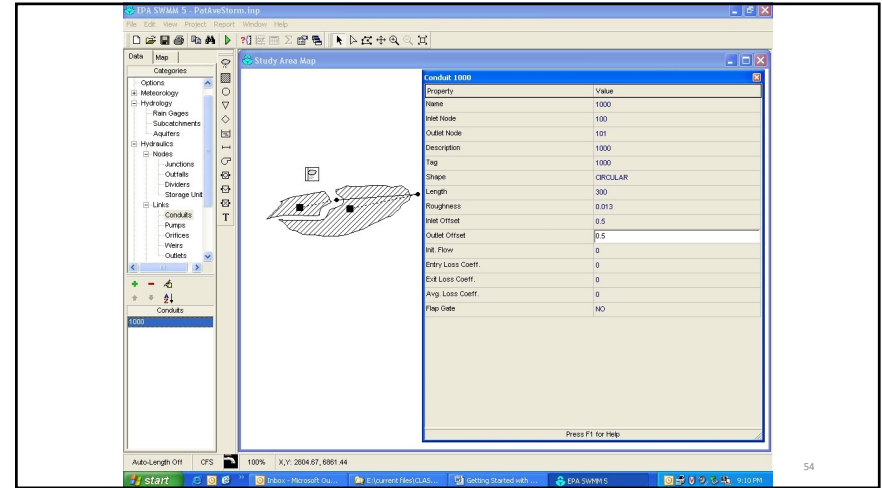 EPA SWMM 5 - PatAveStorm.inp
File Edit View Project Report Window Help
Data Map
Categories
Options
Meteorology
Hydrology
Rain Gages
Subcatchments
Aquifers
Hydraulics
Nodes
Junctions
Outfalls
Dividers
Storage Unit
Links
Conduits
Pumps
Orifices
Weirs
Outlets
Conduits
1000
T
Study Area Map
Conduit 1000
Property Value
Name 1000
Inlet Node 100
Outlet Node 101
Description 1000
Tag 1000
Shape CIRCULAR
Length 300
Roughness 0.013
Inlet Offset 0.5
Outlet Offset 0.5
Init. Flow 0
Entry Loss Coeff. 0
Exit Loss Coeff. 0
Avg. Loss Coeff. 0
Flap Gate NO
Press F1 for Help
Auto-Length Off CFS 100% X,Y: 2804.67, 6861.44
start Inbox - Microsoft Ou... E:\current files\CLAS... Getting Started with ... EPA SWMM 5 9:10 PM
54